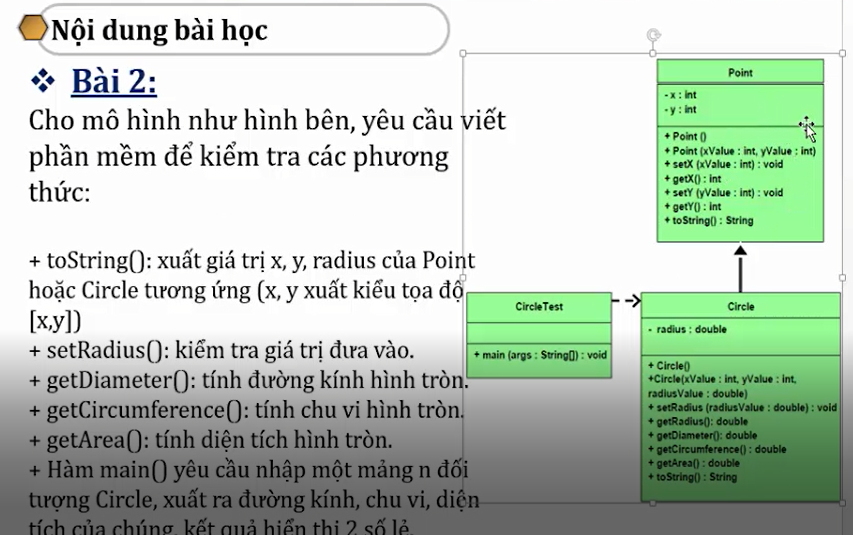 Nội dung bài học
❖ Bài 2:
Cho mô hình như hình bên, yêu cầu viết
phần mềm để kiểm tra các phương
thức:
+ toString(): xuất giá trị x, y, radius của Point
hoặc Circle tương ứng (x, y xuất kiểu tọa độ
[x,y])
+ setRadius(): kiểm tra giá trị đưa vào.
+ getDiameter(): tính đường kính hình tròn.
+ getCircumference(): tính chu vi hình tròn.
+ getArea(): tính diện tích hình tròn.
+ Hàm main() yêu cầu nhập một mảng n đối
tượng Circle, xuất ra đường kính, chu vi, diện
tích của chúng, kết quả hiển thị 2 số lẻ.
Point
- x : int
- y : int
+ Point ()
+ Point (xValue : int, yValue : int)
+ setX (xValue : int) : void
+ getX() : int
+ setY (yValue : int) : void
+ getY() : int
+ toString() : String
CircleTest
+ main (args : String[]) : void
Circle
- radius : double
+ Circle()
+Circle(xValue : int, yValue : int,
radiusValue : double)
+ setRadius (radiusValue : double) : void
+ getRadius(): double
+ getDiameter(): double
+ getCircumference() : double
+ getArea() : double
+ toString() : String